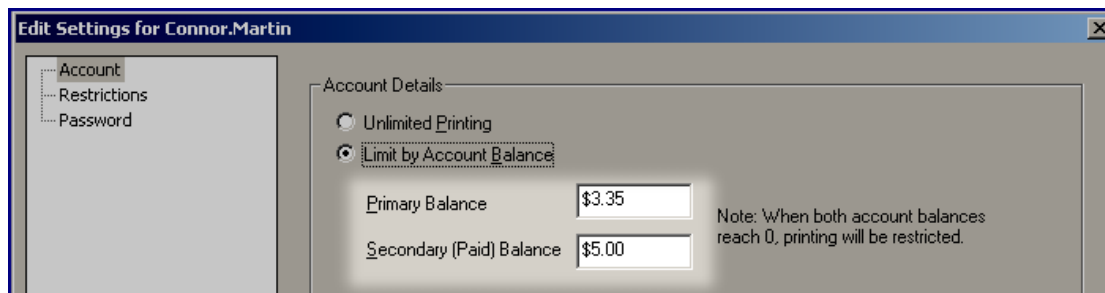 Edit Settings for Connor.Martin
Account
Restrictions
Password
Account Details
Unlimited Printing
Limit by Account Balance
Primary Balance $3.35
Secondary (Paid) Balance $5.00
Note: When both account balances
reach 0, printing will be restricted.